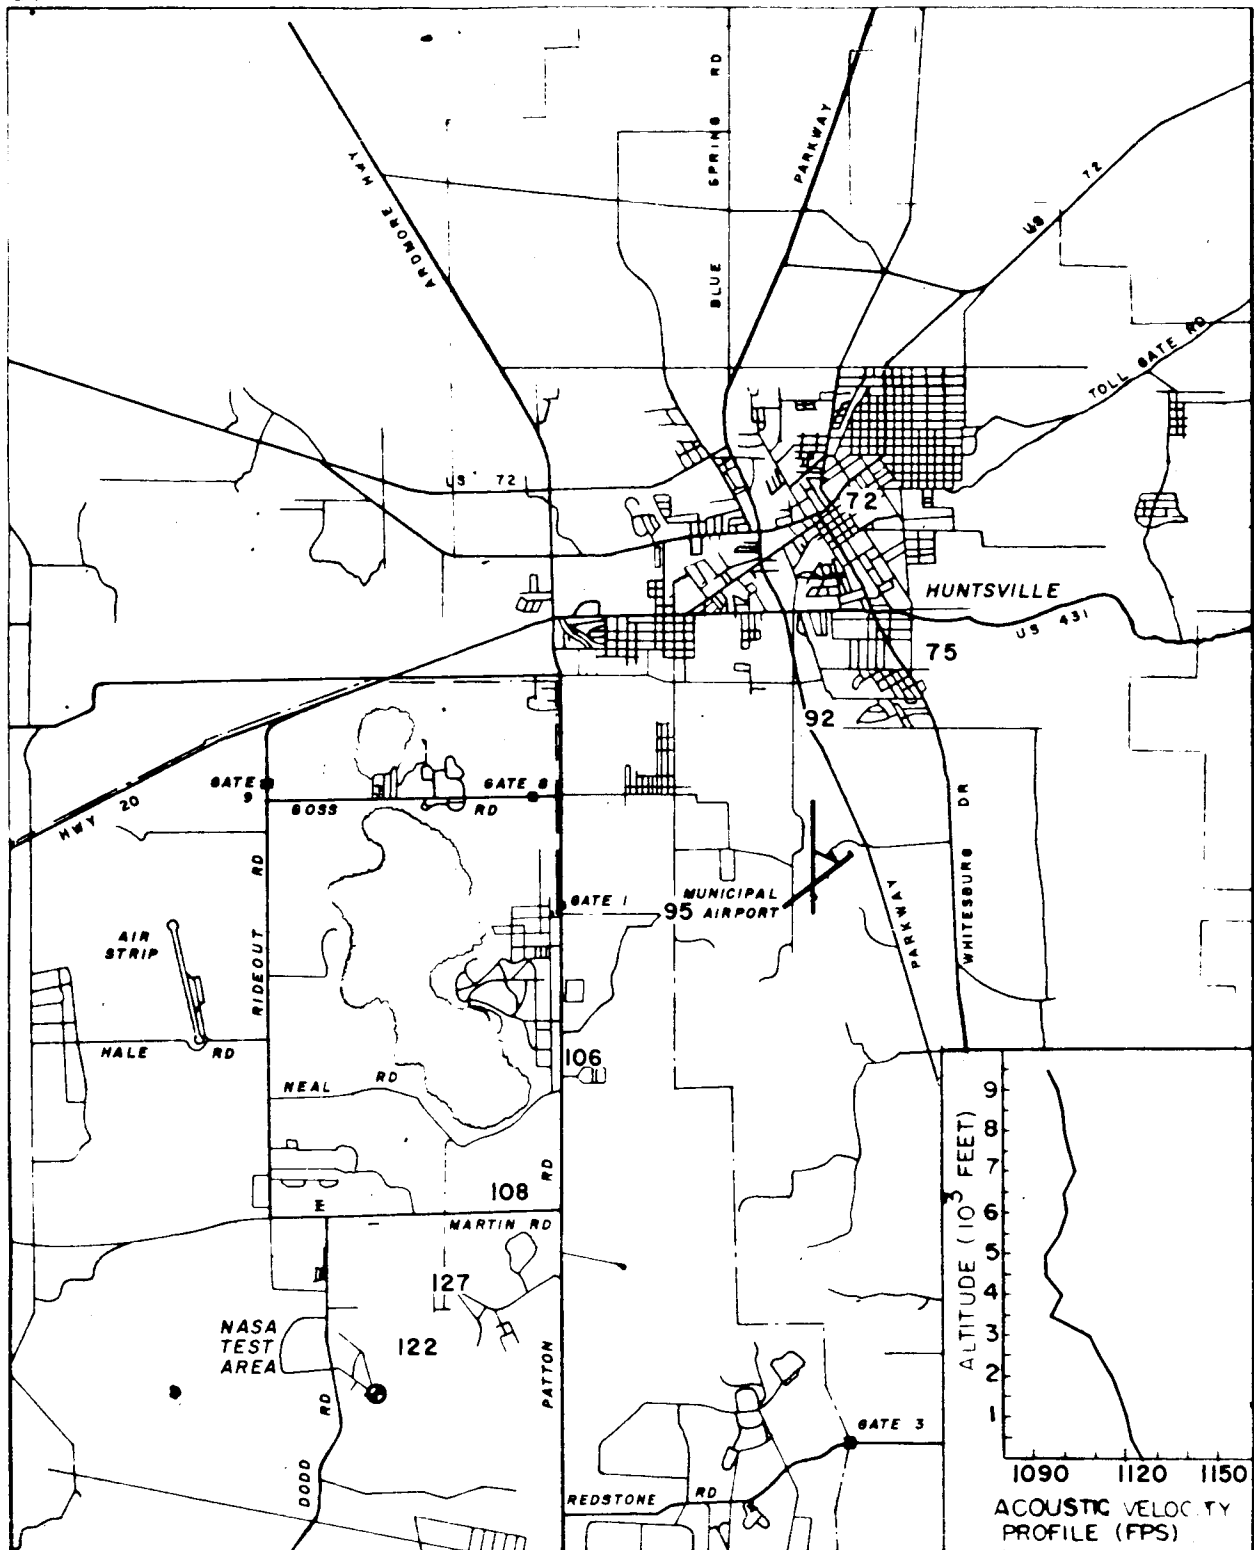 BLUE SPRING RD
PARKWAY
ARDMORE HWY
US 72
TOLL GATE RD
US 72
72
HUNTSVILLE
US 431
75
92
GATE 9
GATE 8
GOSS RD
HWY 20
RIDEOUT RD
GATE 1
95
MUNICIPAL
AIRPORT
PARKWAY
WHITESBURG DR
AIR
STRIP
HALE RD
NEAL RD
106
108
MARTIN RD
PATTON RD
127
122
NASA
TEST
AREA
DODD RD
GATE 3
REDSTONE RD
ALTITUDE (10³ FEET)
9
8
7
6
5
4
3
2
1
1090 1120 1150
ACOUSTIC VELOC TY
PROFILE (FPS)